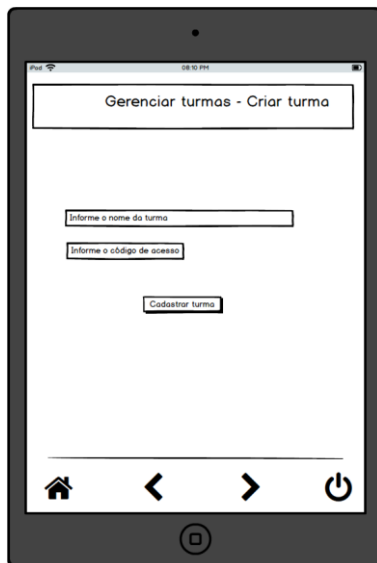 iPad 08:10 PM
Gerenciar turmas - Criar turma
Informe o nome da turma
Informe o código de acesso
Cadastrar turma